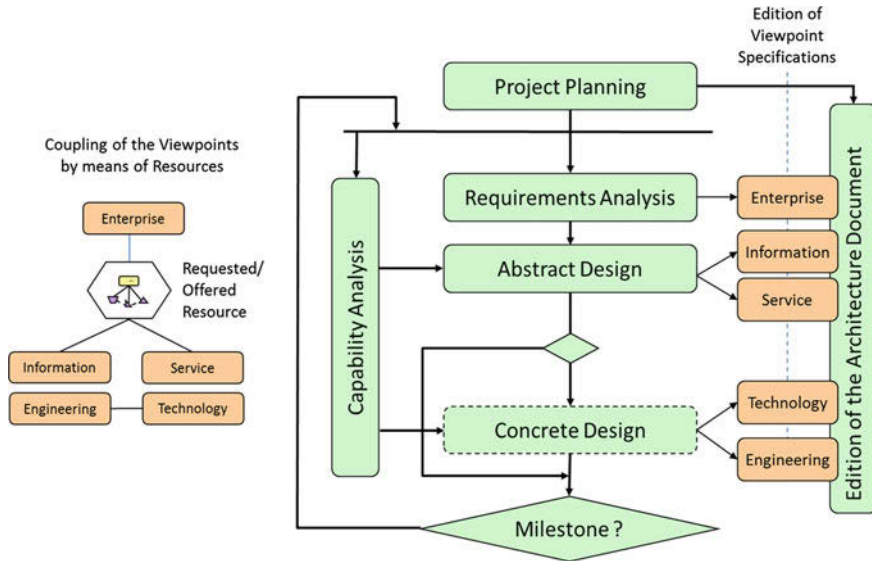 Edition of
Viewpoint
Specifications
Project Planning
Coupling of the Viewpoints
by means of Resources
Enterprise
Requested/
Offered
Resource
Information
Service
Engineering
Technology
Capability Analysis
Requirements Analysis
Abstract Design
Concrete Design
Milestone ?
Enterprise
Information
Service
Technology
Engineering
Edition of the Architecture Document